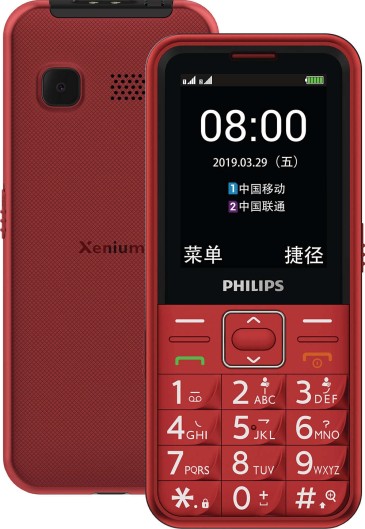 Xenium
08:00
2019.03.29（五）
1 中国移动
2 中国联通
菜单 捷径
PHILIPS
1 2 ABC 3 DEF
4 GHI 5 JKL 6 MNO
7 PQRS 8 TUV 9 WXYZ
*. 0 + #